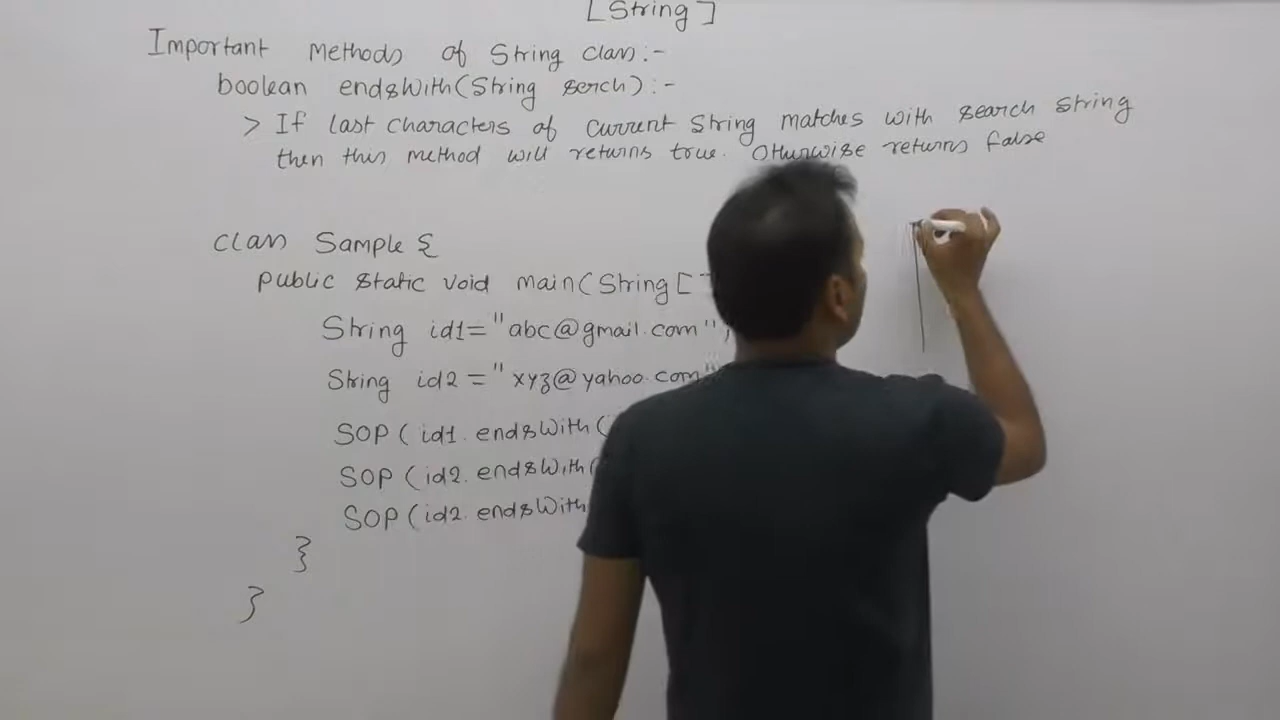 [String]
Important Methods of String class:-
boolean endsWith(String serch):-
> If last characters of current String matches with search string
then this method will returns true. Otherwise returns false
class Sample {
public static void main(String[
String id1="abc@gmail.com";
String id2="xyz@yahoo.com"
SOP(id1.endsWith(
SOP(id2.endsWith(
SOP(id2.endsWith
}
}